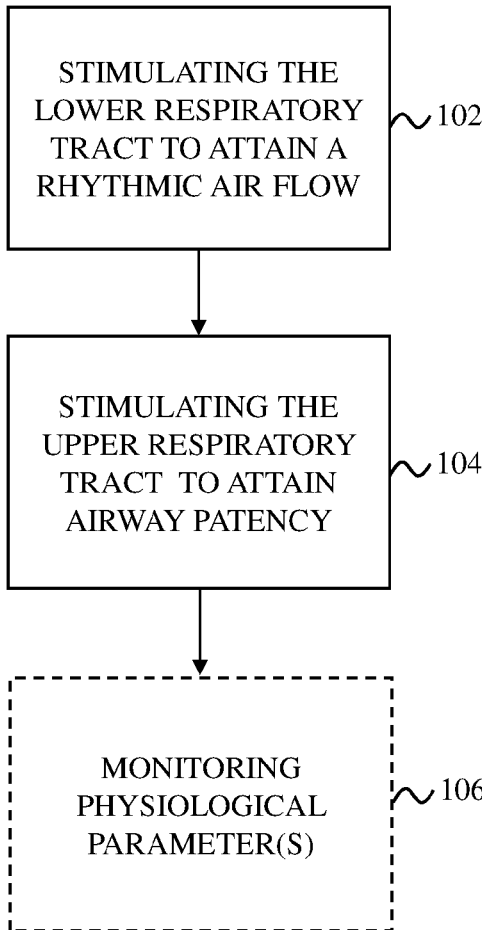 STIMULATING THE
LOWER RESPIRATORY
TRACT TO ATTAIN A
RHYTHMIC AIR FLOW
102
STIMULATING THE
UPPER RESPIRATORY
TRACT TO ATTAIN
AIRWAY PATENCY
104
MONITORING
PHYSIOLOGICAL
PARAMETER(S)
106